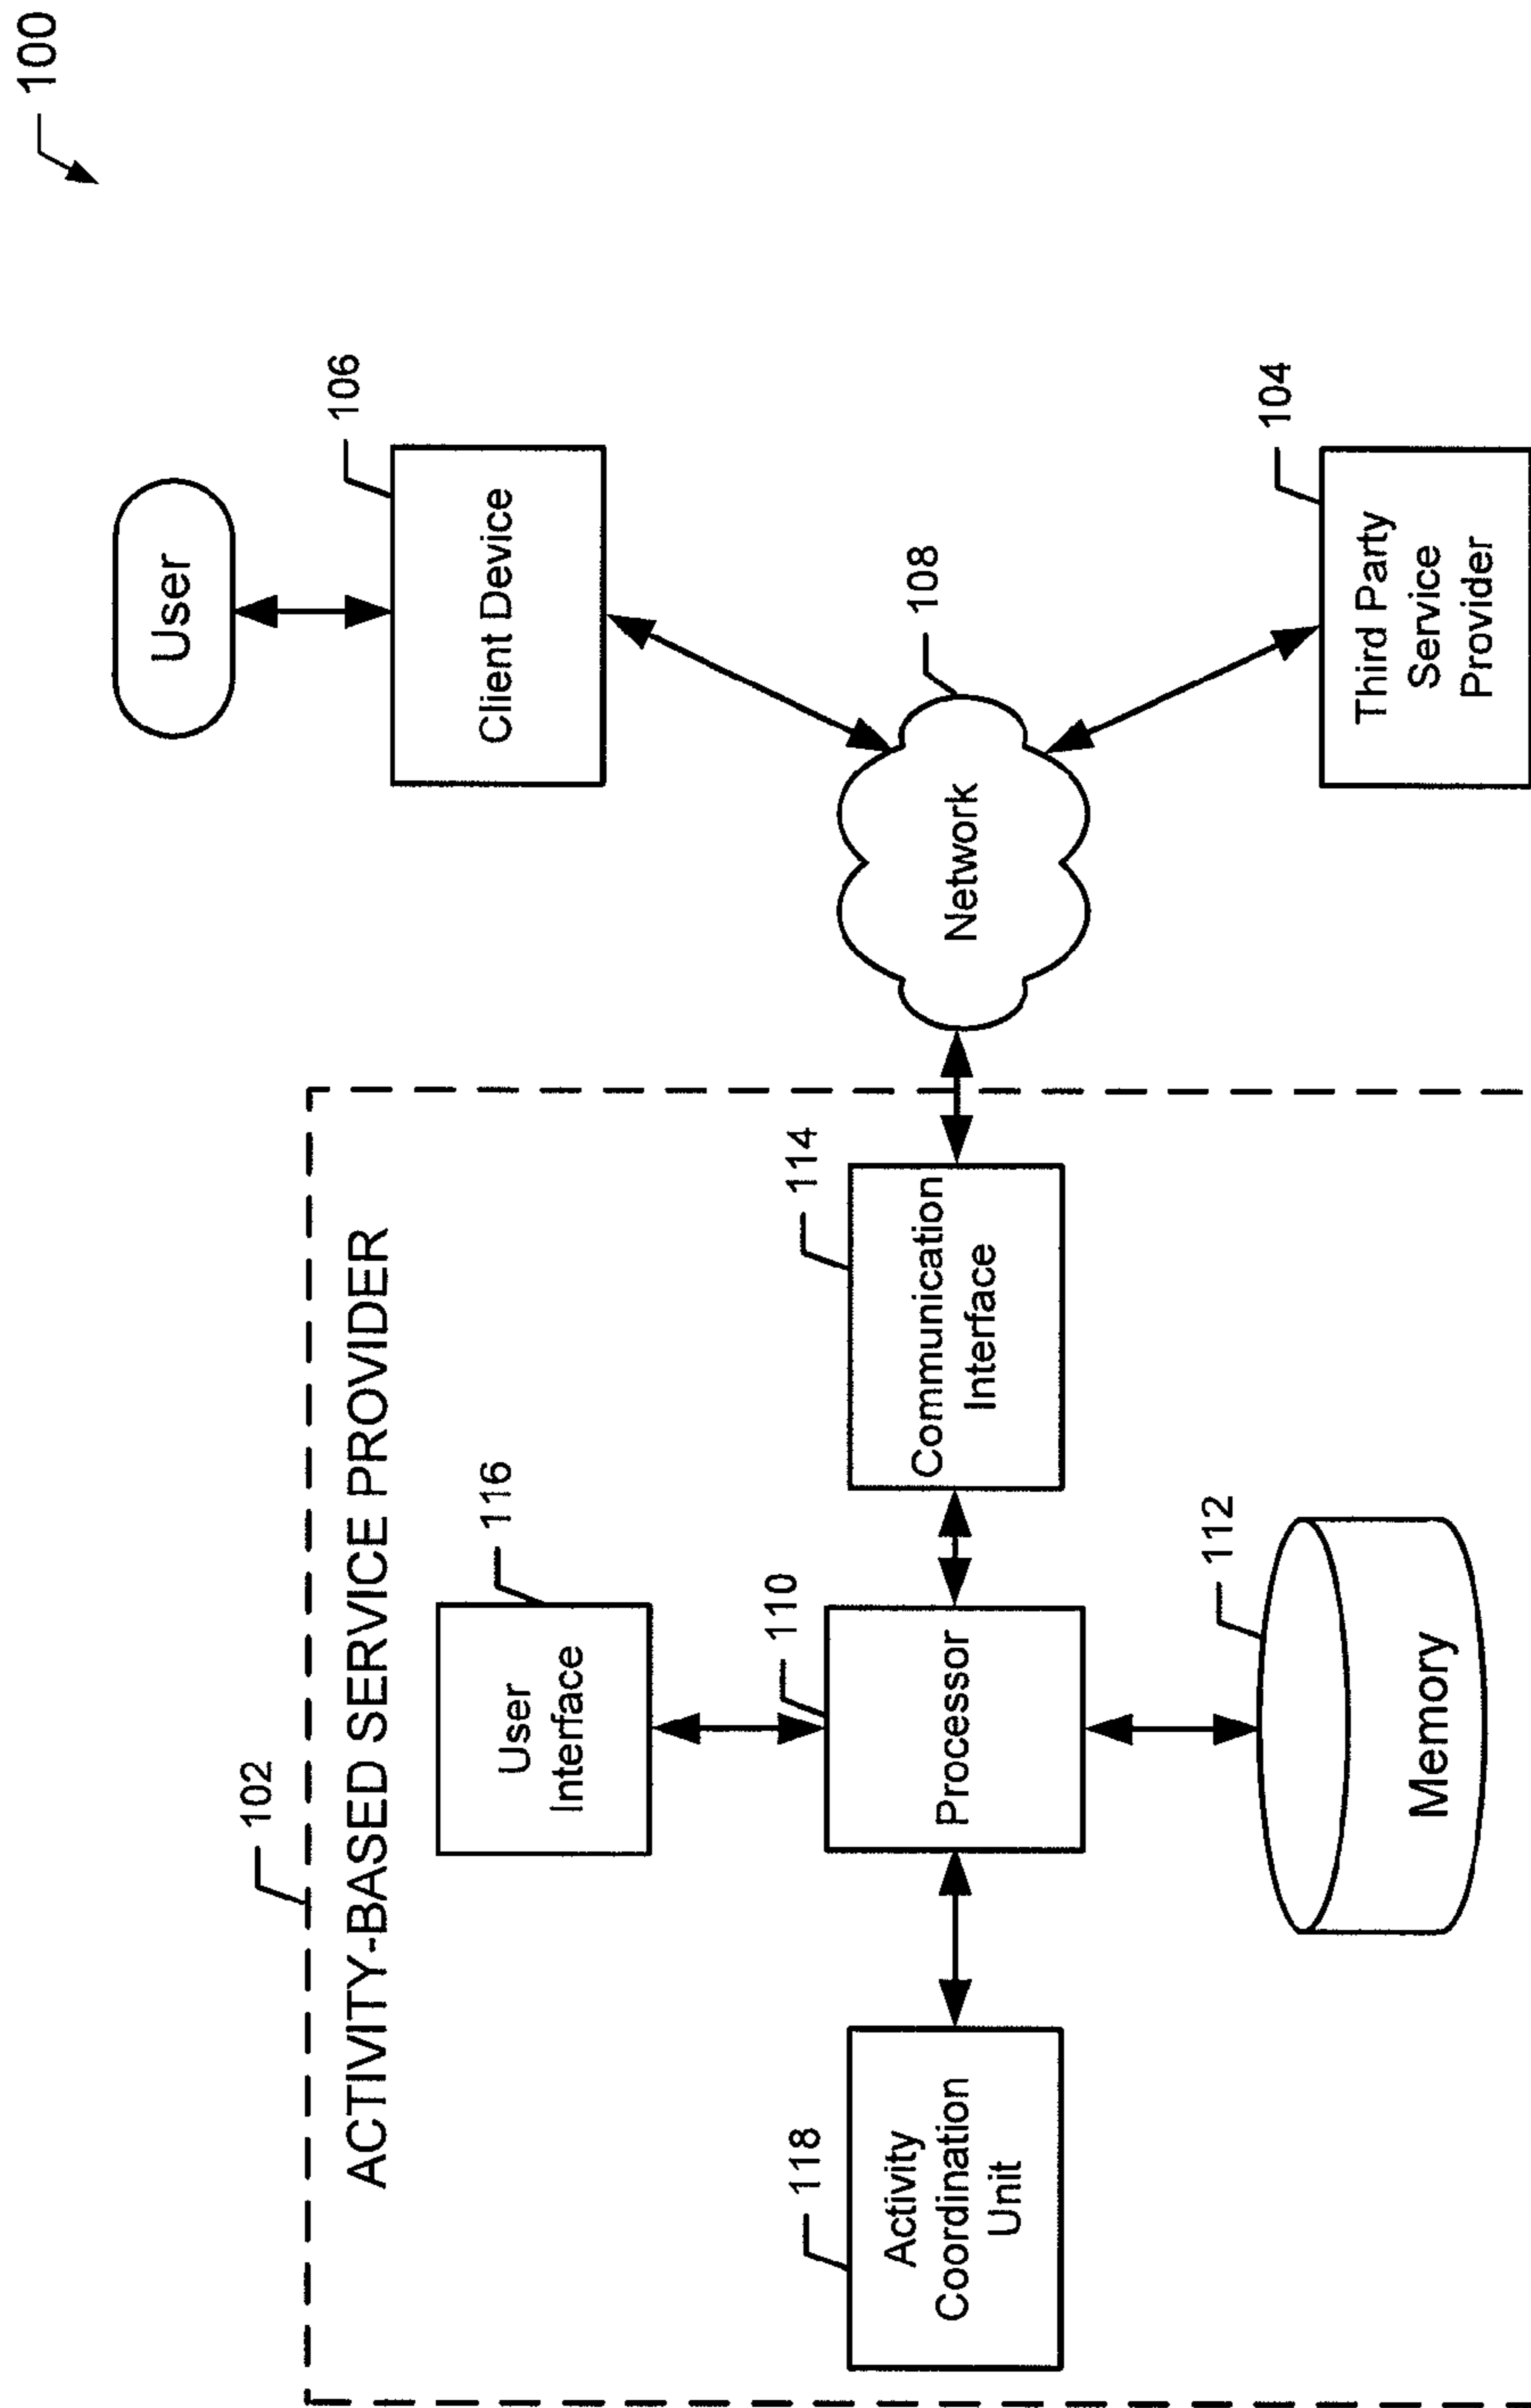 100
102
ACTIVITY-BASED SERVICE PROVIDER
User
106
Client Device
116
User
Interface
118
Activity
Coordination
Unit
110
Processor
114
Communication
Interface
108
Network
112
Memory
104
Third Party
Service
Provider